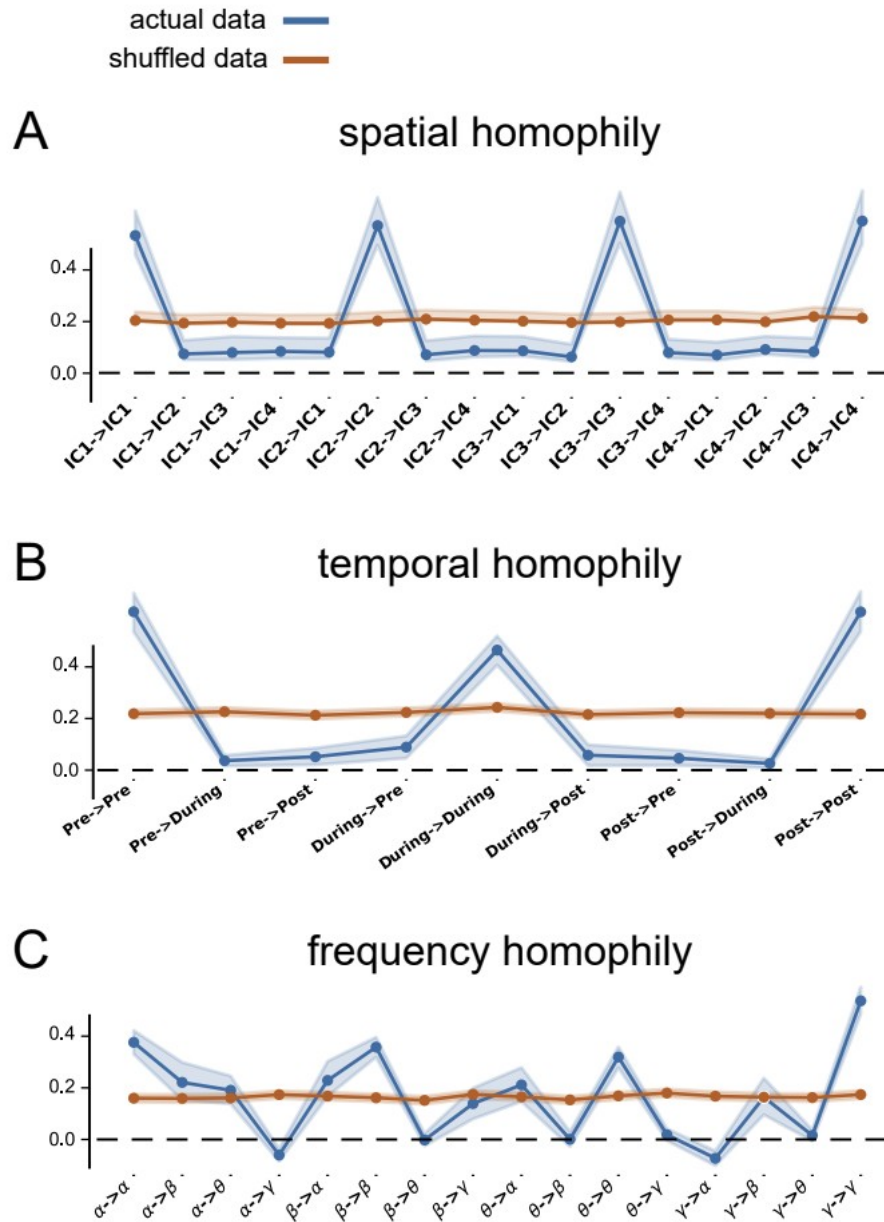 actual data
shuffled data
A
spatial homophily
0.4
0.2
0.0
IC1->IC1
IC1->IC2
IC1->IC3
IC1->IC4
IC2->IC1
IC2->IC2
IC2->IC3
IC2->IC4
IC3->IC1
IC3->IC2
IC3->IC3
IC3->IC4
IC4->IC1
IC4->IC2
IC4->IC3
IC4->IC4
B
temporal homophily
0.4
0.2
0.0
Pre->Pre
Pre->During
Pre->Post
During->Pre
During->During
During->Post
Post->Pre
Post->During
Post->Post
C
frequency homophily
0.4
0.2
0.0
α->α
α->β
α->θ
α->γ
β->α
β->β
β->θ
β->γ
θ->α
θ->β
θ->θ
θ->γ
γ->α
γ->β
γ->θ
γ->γ